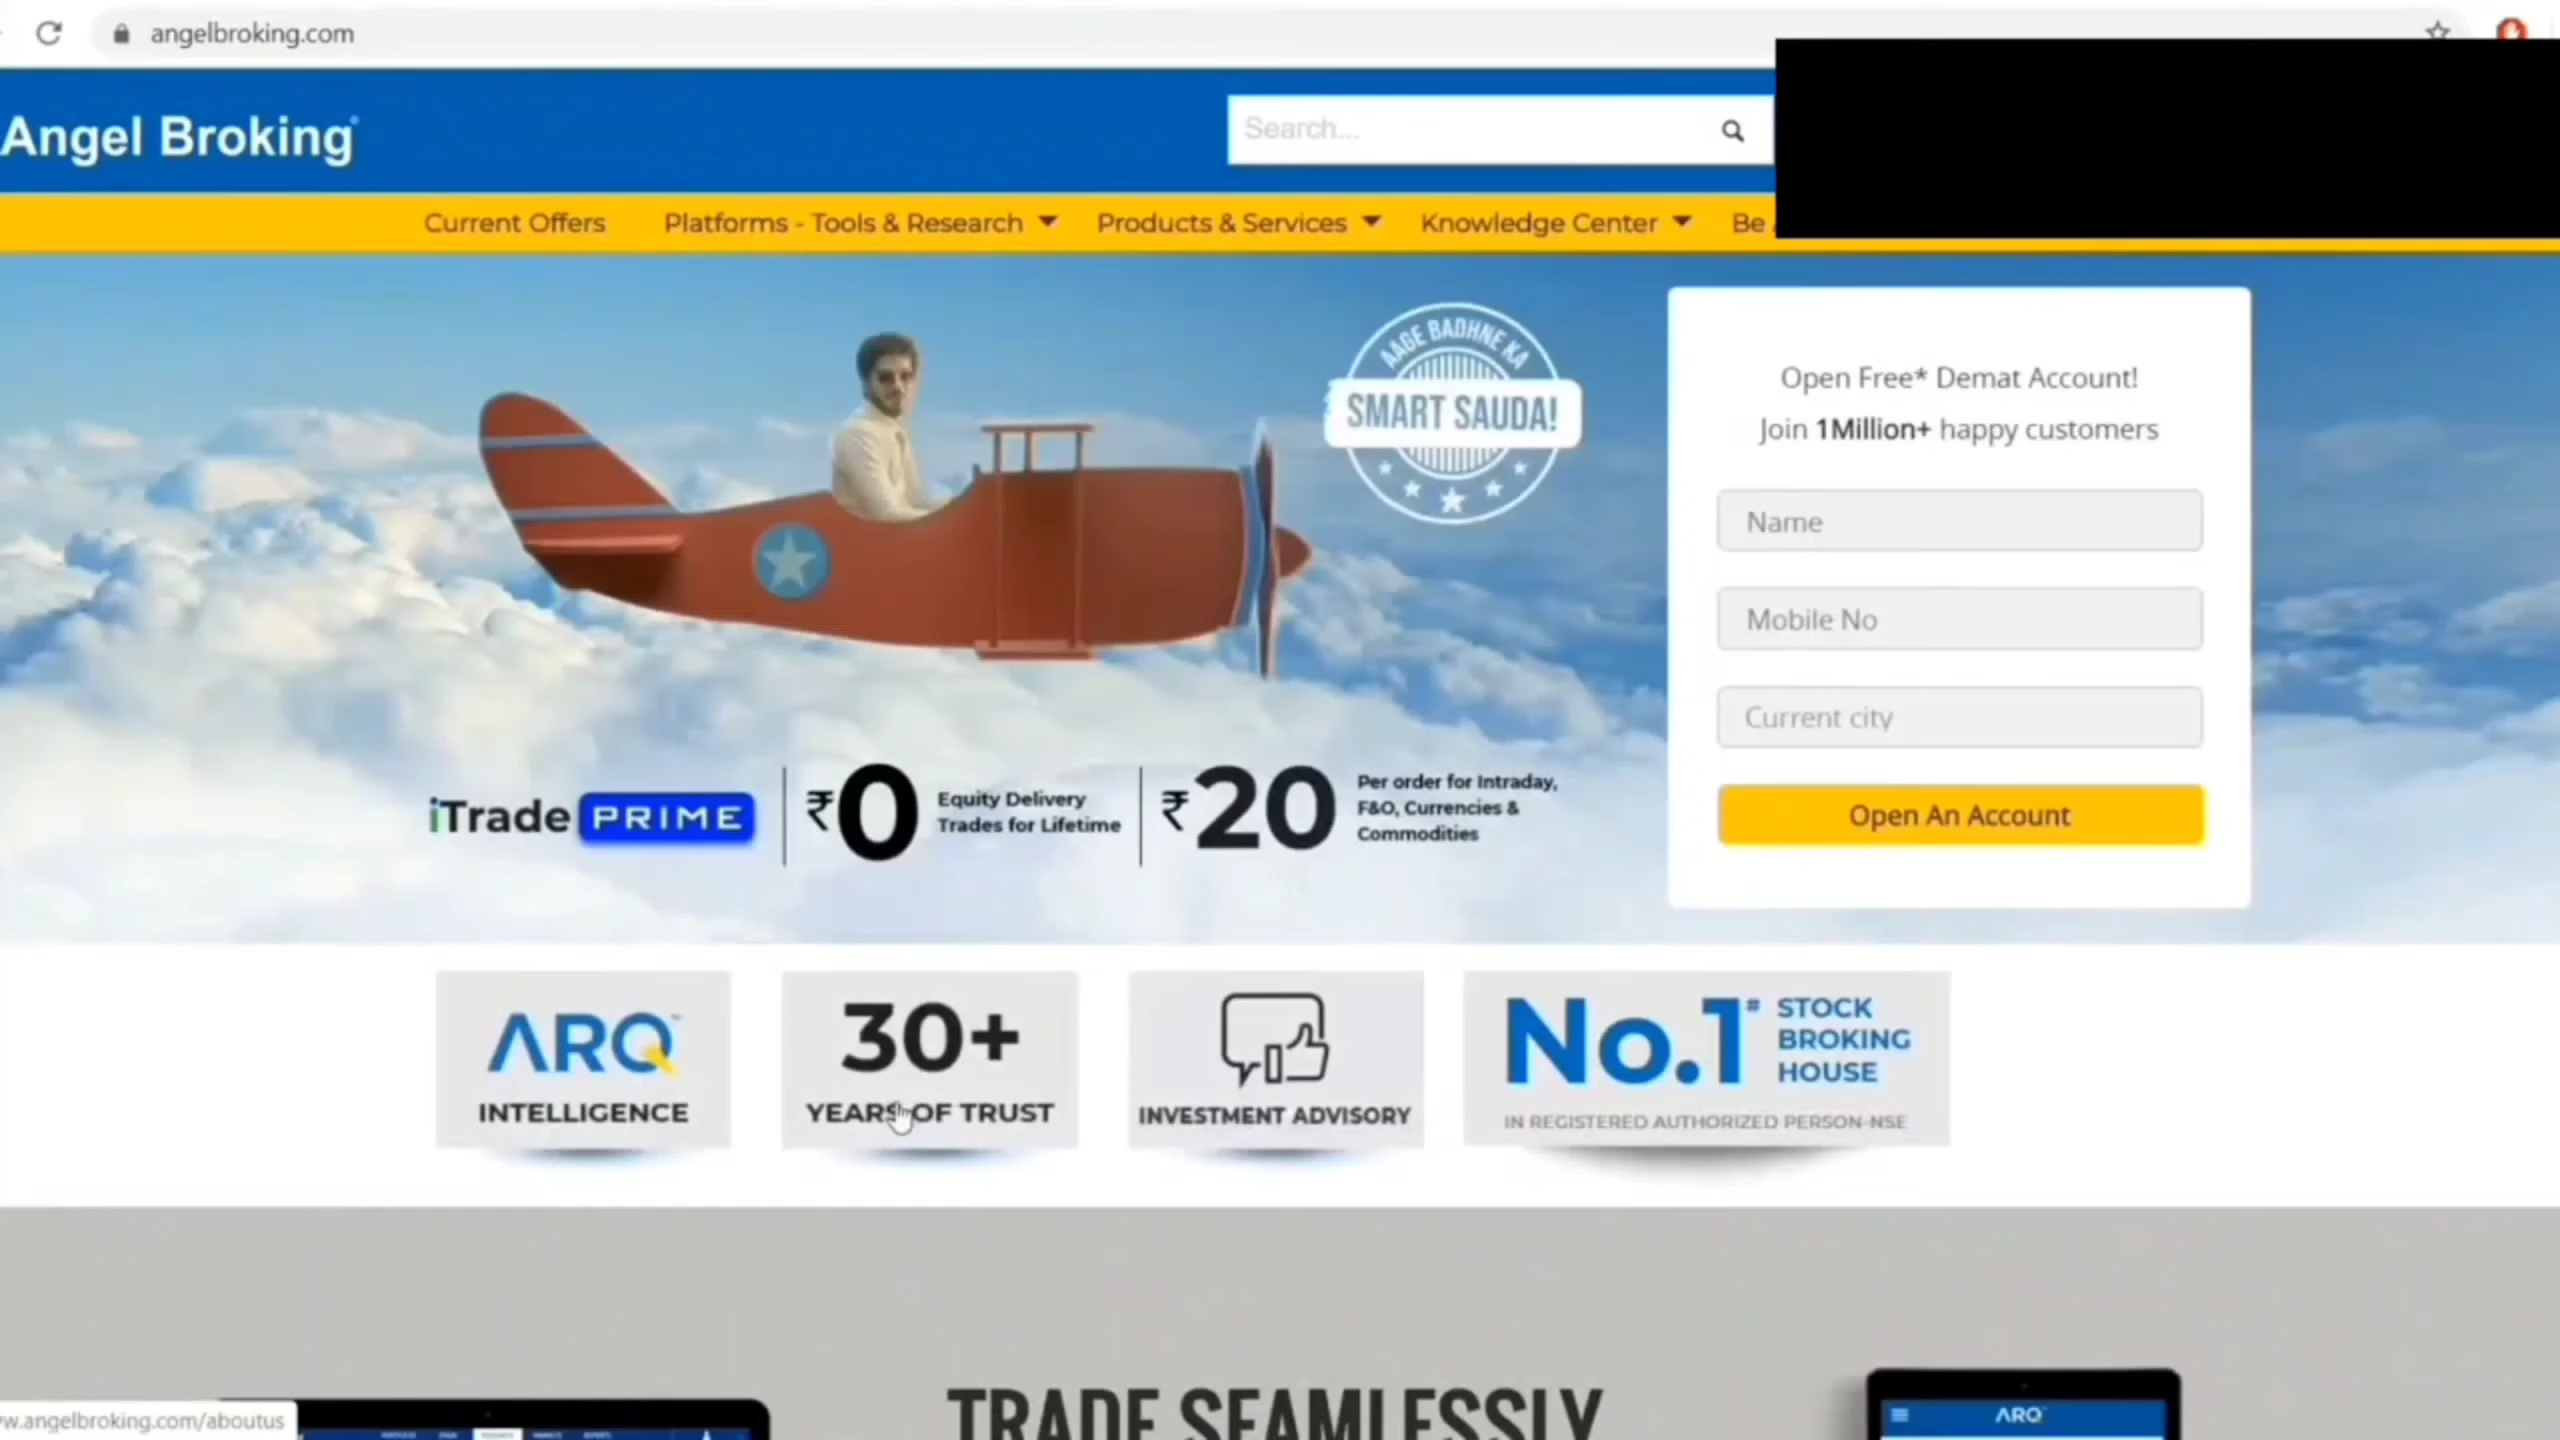 angelbroking.com
Angel Broking
Search...
Current Offers
Platforms - Tools & Research
Products & Services
Knowledge Center
Be
AAGE BADHNE KA
SMART SAUDA!
Open Free* Demat Account!
Join 1Million+ happy customers
Name
Mobile No
Current city
Open An Account
iTrade PRIME
₹0
Equity Delivery
Trades for Lifetime
₹20
Per order for Intraday,
F&O, Currencies &
Commodities
ARQ™
INTELLIGENCE
30+
YEARS OF TRUST
INVESTMENT ADVISORY
No.1#
STOCK
BROKING
HOUSE
IN REGISTERED AUTHORIZED PERSON-NSE
TRADE SEAMLESSLY
ARQ
w.angelbroking.com/aboutus